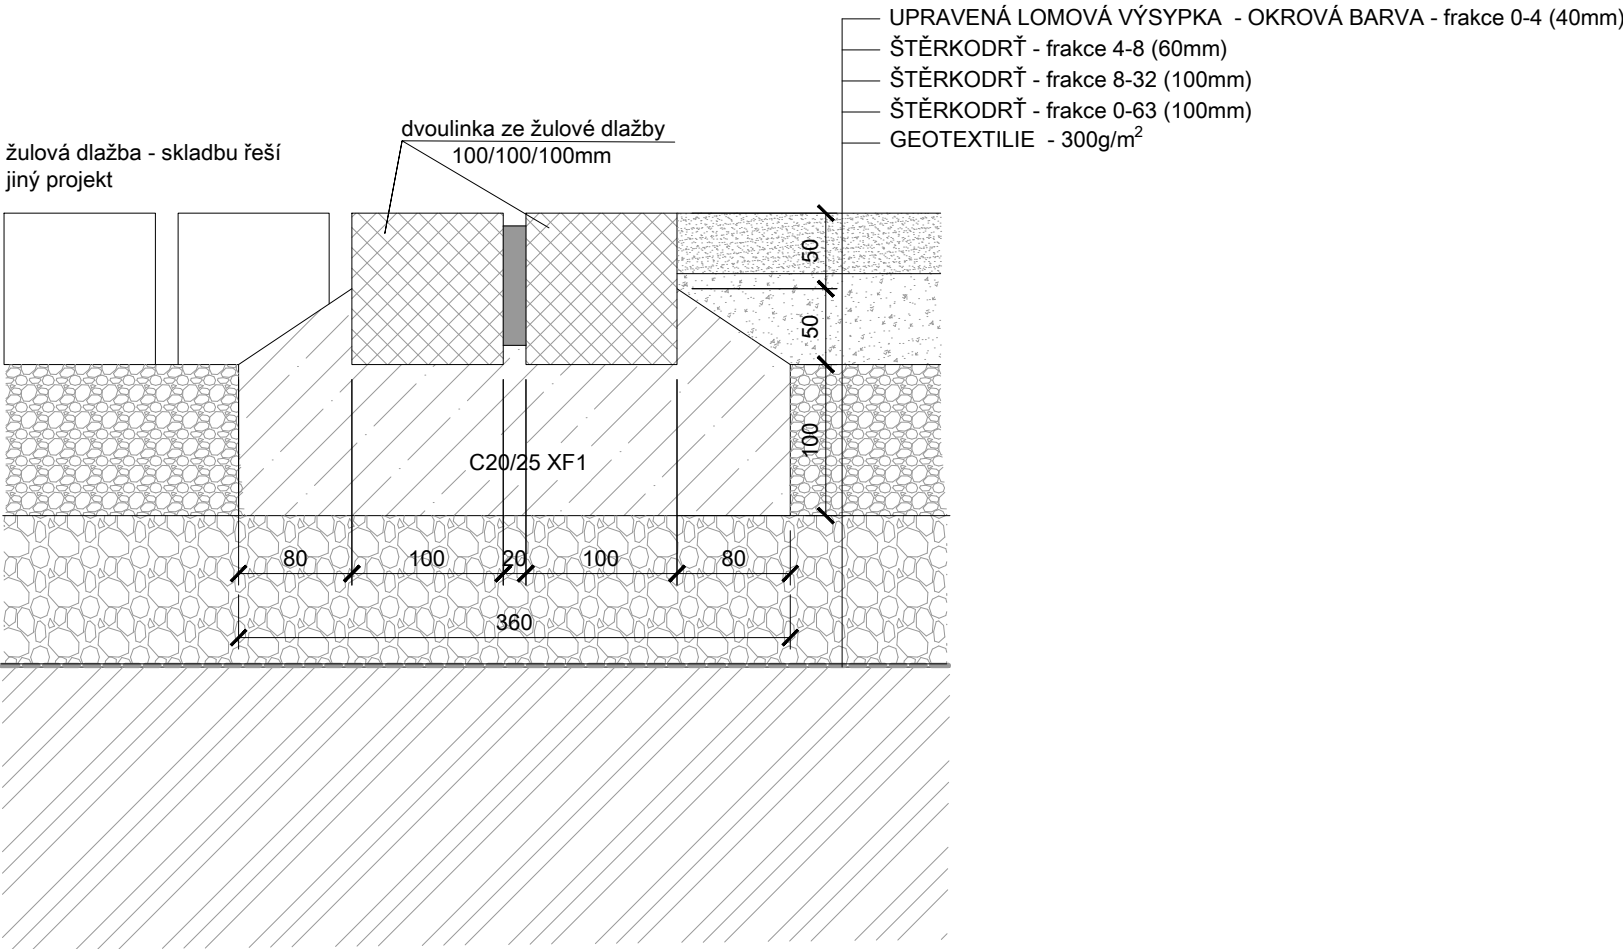 UPRAVENÁ LOMOVÁ VÝSYPKA - OKROVÁ BARVA - frakce 0-4 (40mm)
ŠTĚRKODRŤ - frakce 4-8 (60mm)
ŠTĚRKODRŤ - frakce 8-32 (100mm)
ŠTĚRKODRŤ - frakce 0-63 (100mm)
GEOTEXTILIE - 300g/m²
dvoulinka ze žulové dlažby
100/100/100mm
žulová dlažba - skladbu řeší
jiný projekt
50
50
100
C20/25 XF1
80 100 20 100 80
360